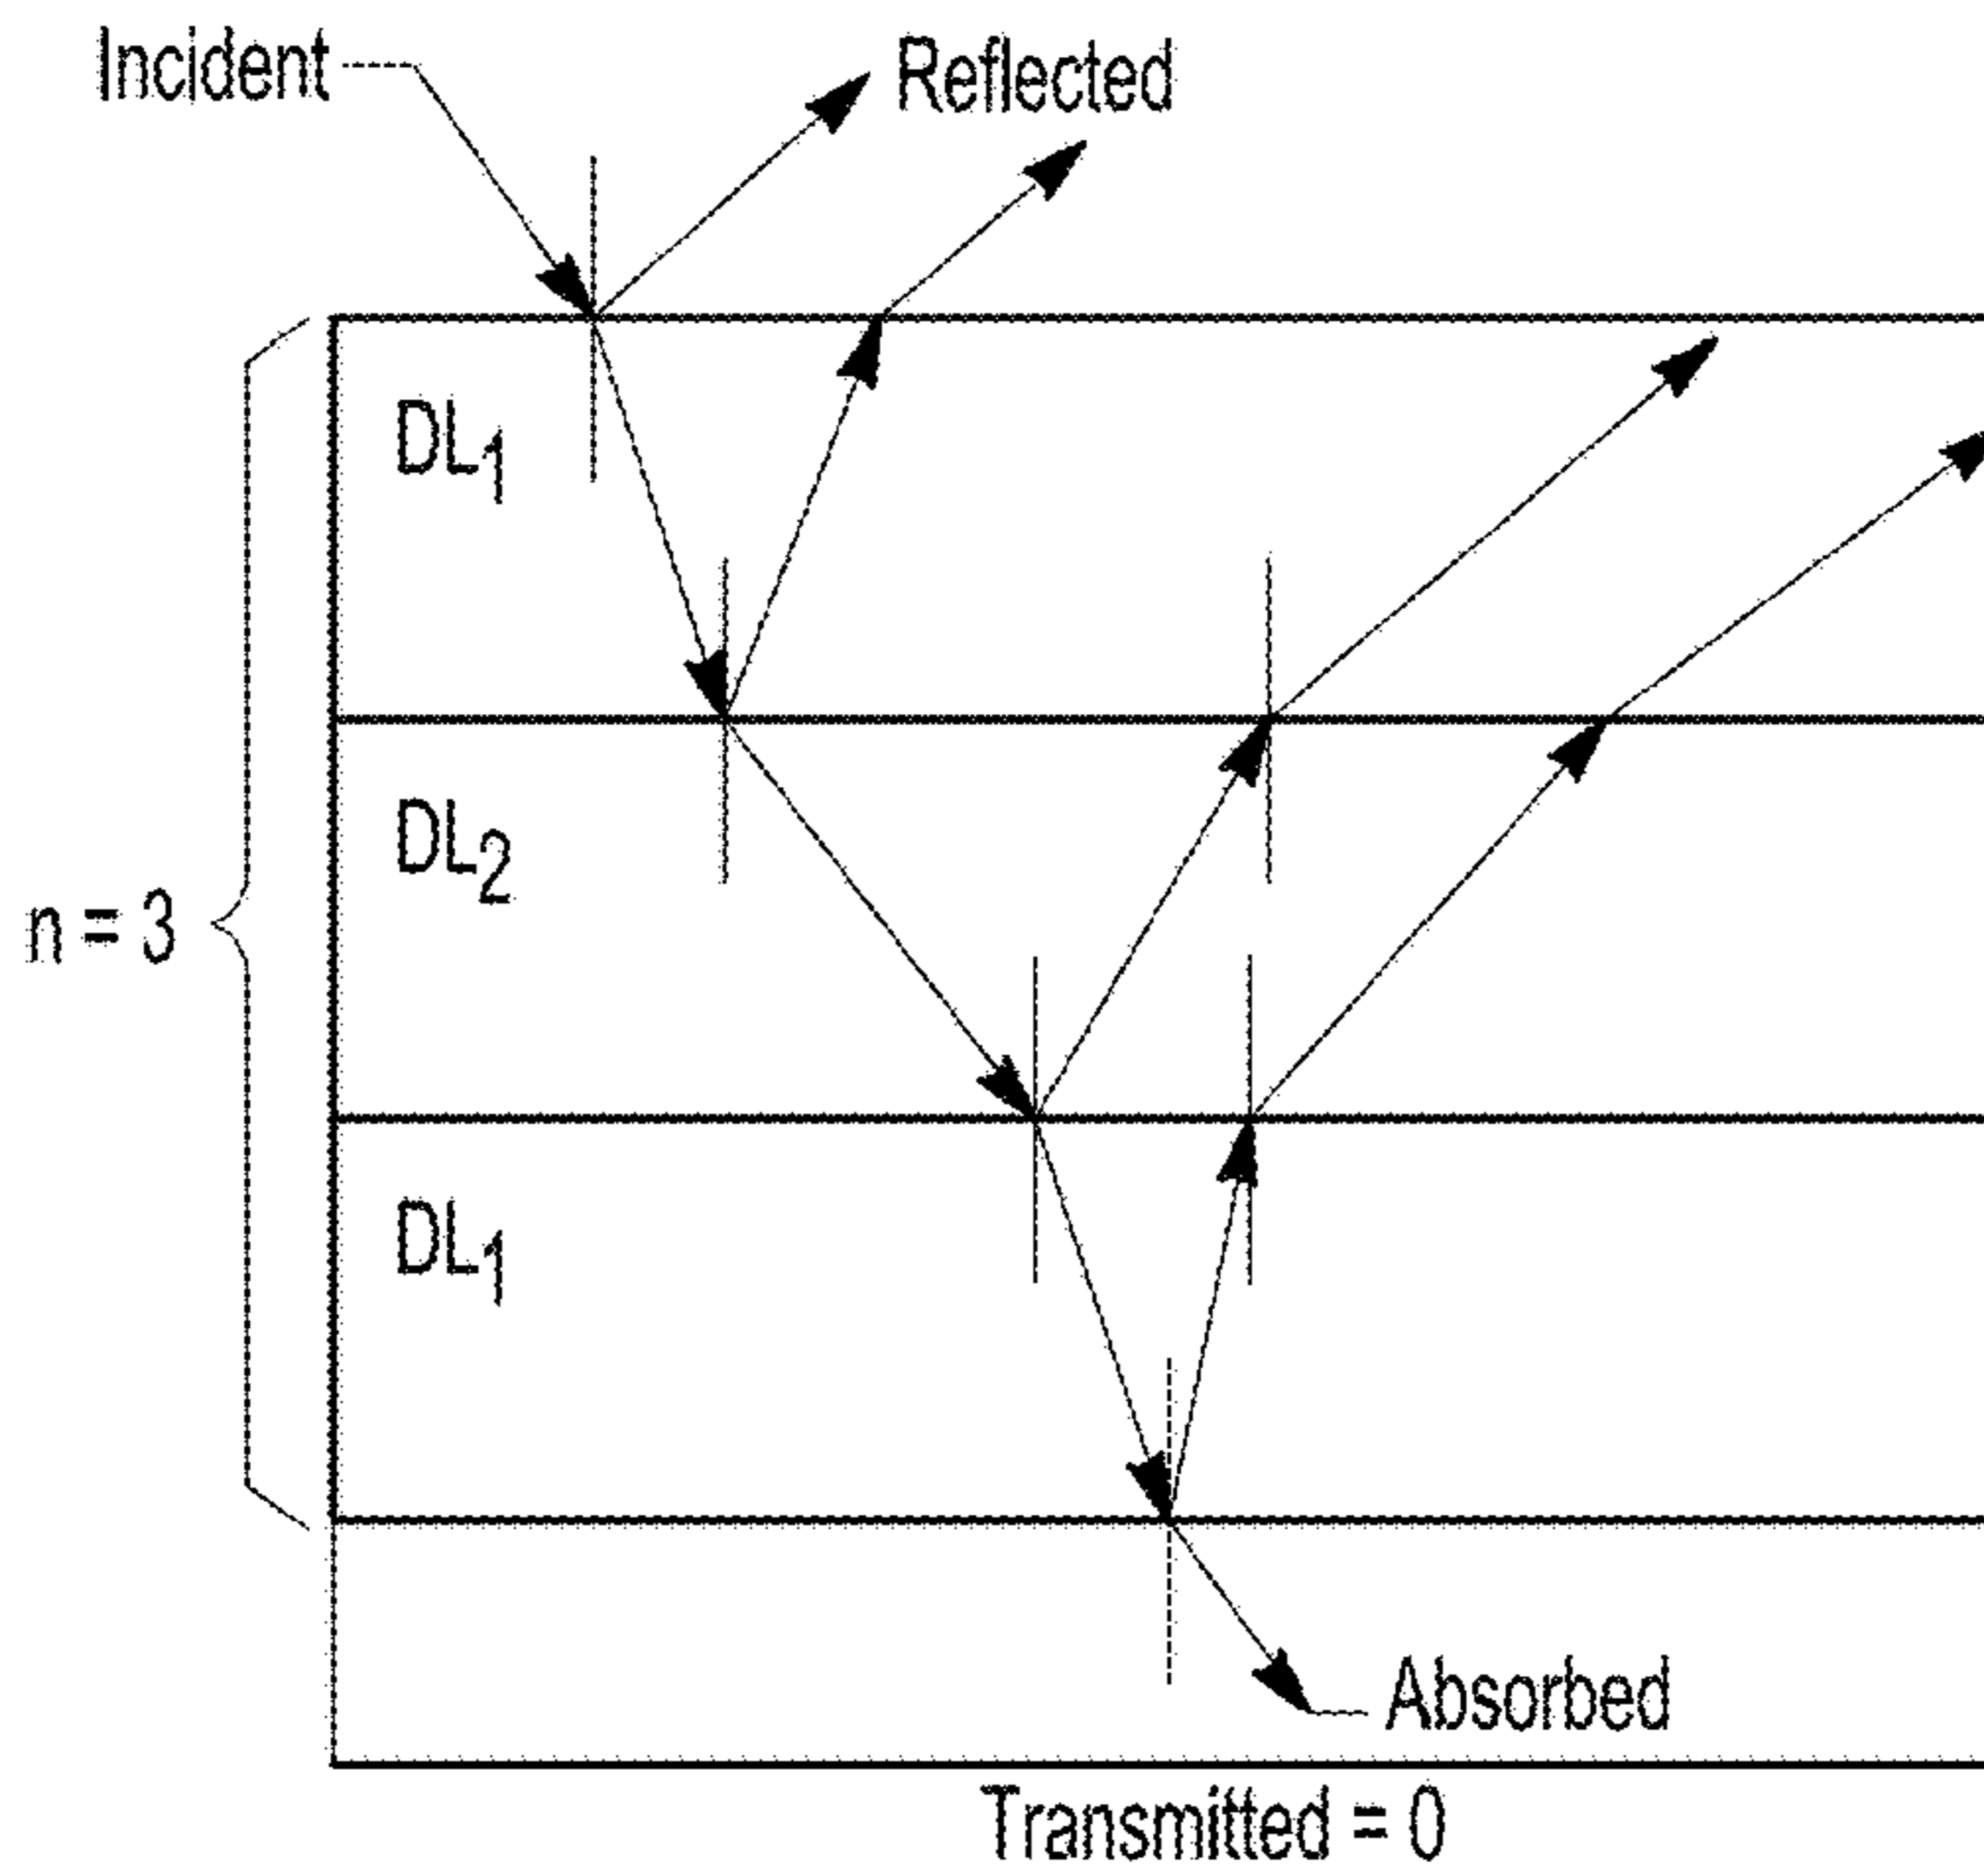 Incident
Reflected
DL1
DL2
n = 3
DL1
Absorbed
Transmitted = 0